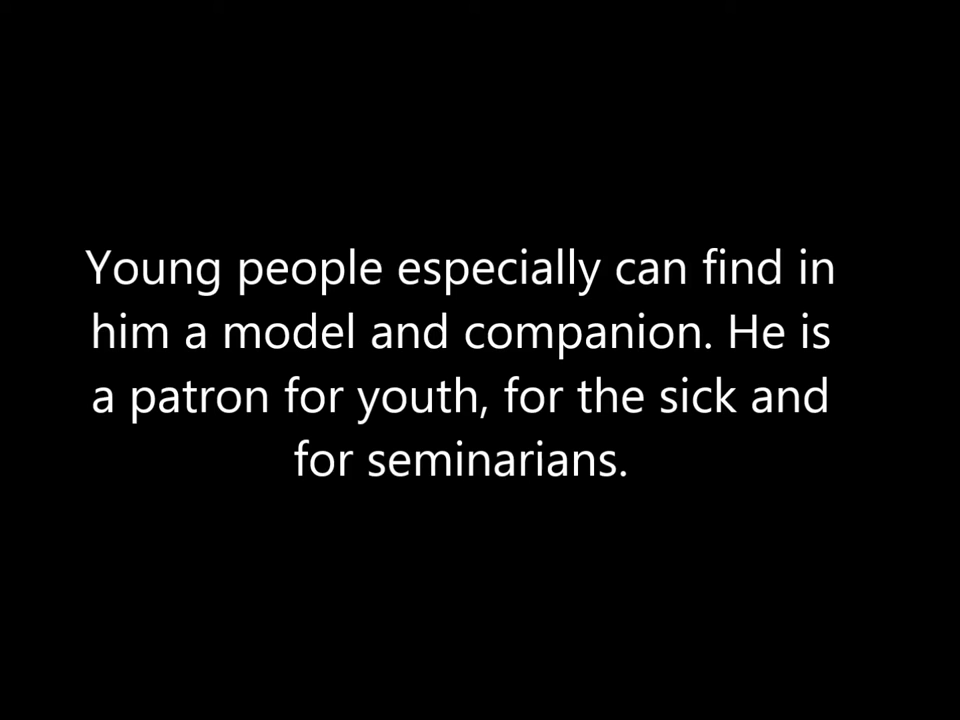 Young people especially can find in
him a model and companion. He is
a patron for youth, for the sick and
for seminarians.